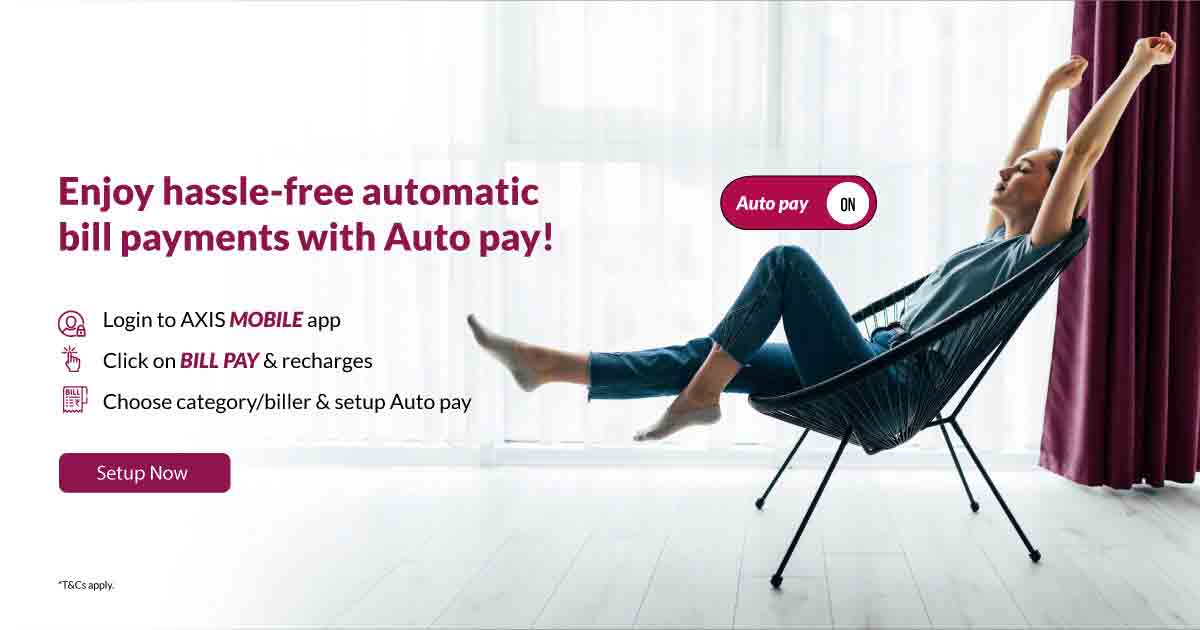 Enjoy hassle-free automatic
bill payments with Auto pay!
Auto pay ON
Login to AXIS MOBILE app
Click on BILL PAY & recharges
BILL
Choose category/biller & setup Auto pay
Setup Now
*T&Cs apply.